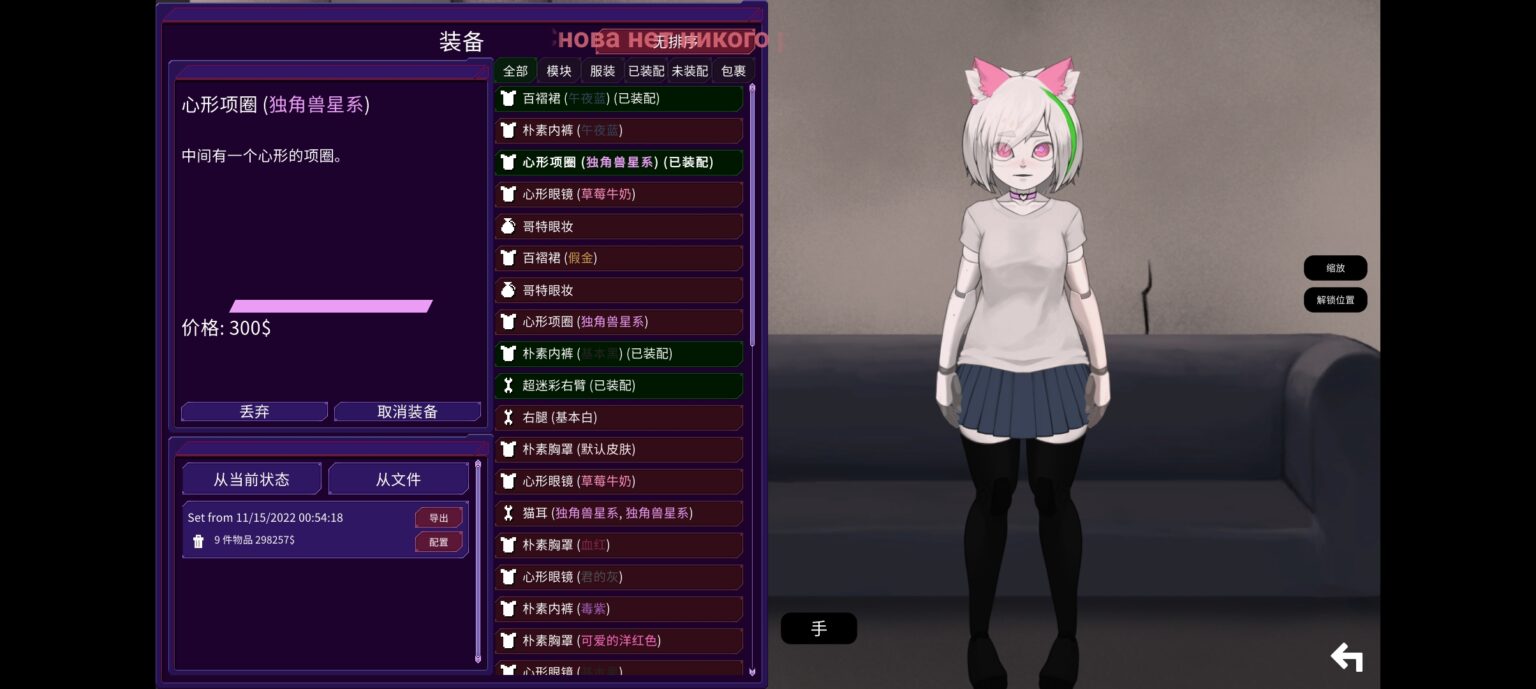 装备
нова нет никого
无排序
全部 模块 服装 已装配 未装配 包裹
心形项圈 (独角兽星系)
中间有一个心形的项圈。
价格: 300$
丢弃 取消装备
从当前状态 从文件
Set from 11/15/2022 00:54:18 导出
9 件物品 298257$ 配置
百褶裙 (午夜蓝) (已装配)
朴素内裤 (午夜蓝)
心形项圈 (独角兽星系) (已装配)
心形眼镜 (草莓牛奶)
哥特眼妆
百褶裙 (假金)
哥特眼妆
心形项圈 (独角兽星系)
朴素内裤 (基本黑) (已装配)
超迷彩右臂 (已装配)
右腿 (基本白)
朴素胸罩 (默认皮肤)
心形眼镜 (草莓牛奶)
猫耳 (独角兽星系, 独角兽星系)
朴素胸罩 (血红)
心形眼镜 (君的灰)
朴素内裤 (毒紫)
朴素胸罩 (可爱的洋红色)
心形眼镜 (基本黑)
缩放
解锁位置
手